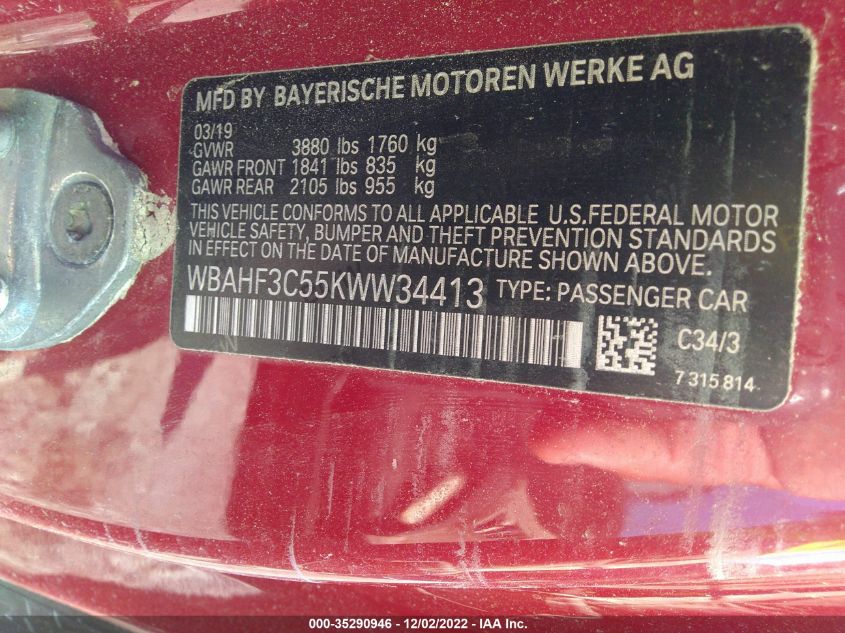 MFD BY BAYERISCHE MOTOREN WERKE AG
03/19
GVWR 3880 lbs 1760 kg
GAWR FRONT 1841 lbs 835 kg
GAWR REAR 2105 lbs 955 kg
THIS VEHICLE CONFORMS TO ALL APPLICABLE U.S.FEDERAL MOTOR
VEHICLE SAFETY, BUMPER AND THEFT PREVENTION STANDARDS
IN EFFECT ON THE DATE OF MANUFACTURE SHOWN ABOVE.
WBAHF3C55KWW34413 TYPE: PASSENGER CAR
C34/3
7 315 814
000-35290946 - 12/02/2022 - IAA Inc.